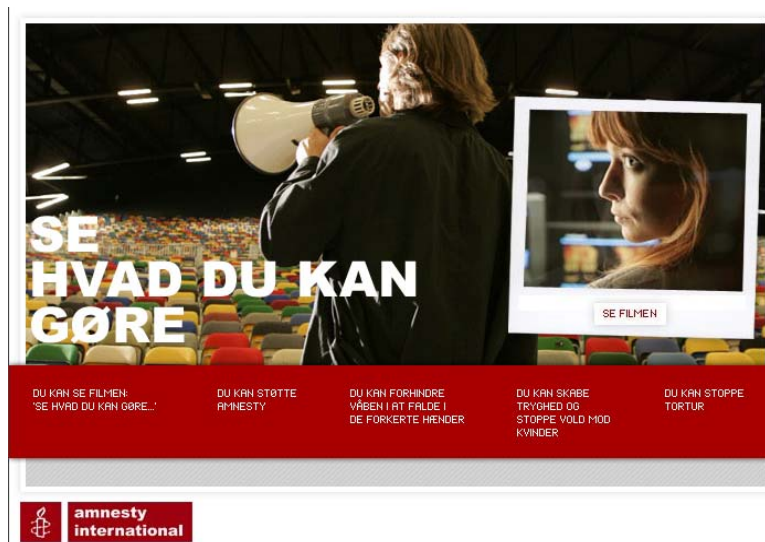 SE
HVAD DU KAN
GØRE
SE FILMEN
DU KAN SE FILMEN:
'SE HVAD DU KAN GØRE...'
DU KAN STØTTE
AMNESTY
DU KAN FORHINDRE
VÅBEN I AT FALDE I
DE FORKERTE HÆNDER
DU KAN SKABE
TRYGHED OG
STOPPE VOLD MOD
KVINDER
DU KAN STOPPE
TORTUR
amnesty
international